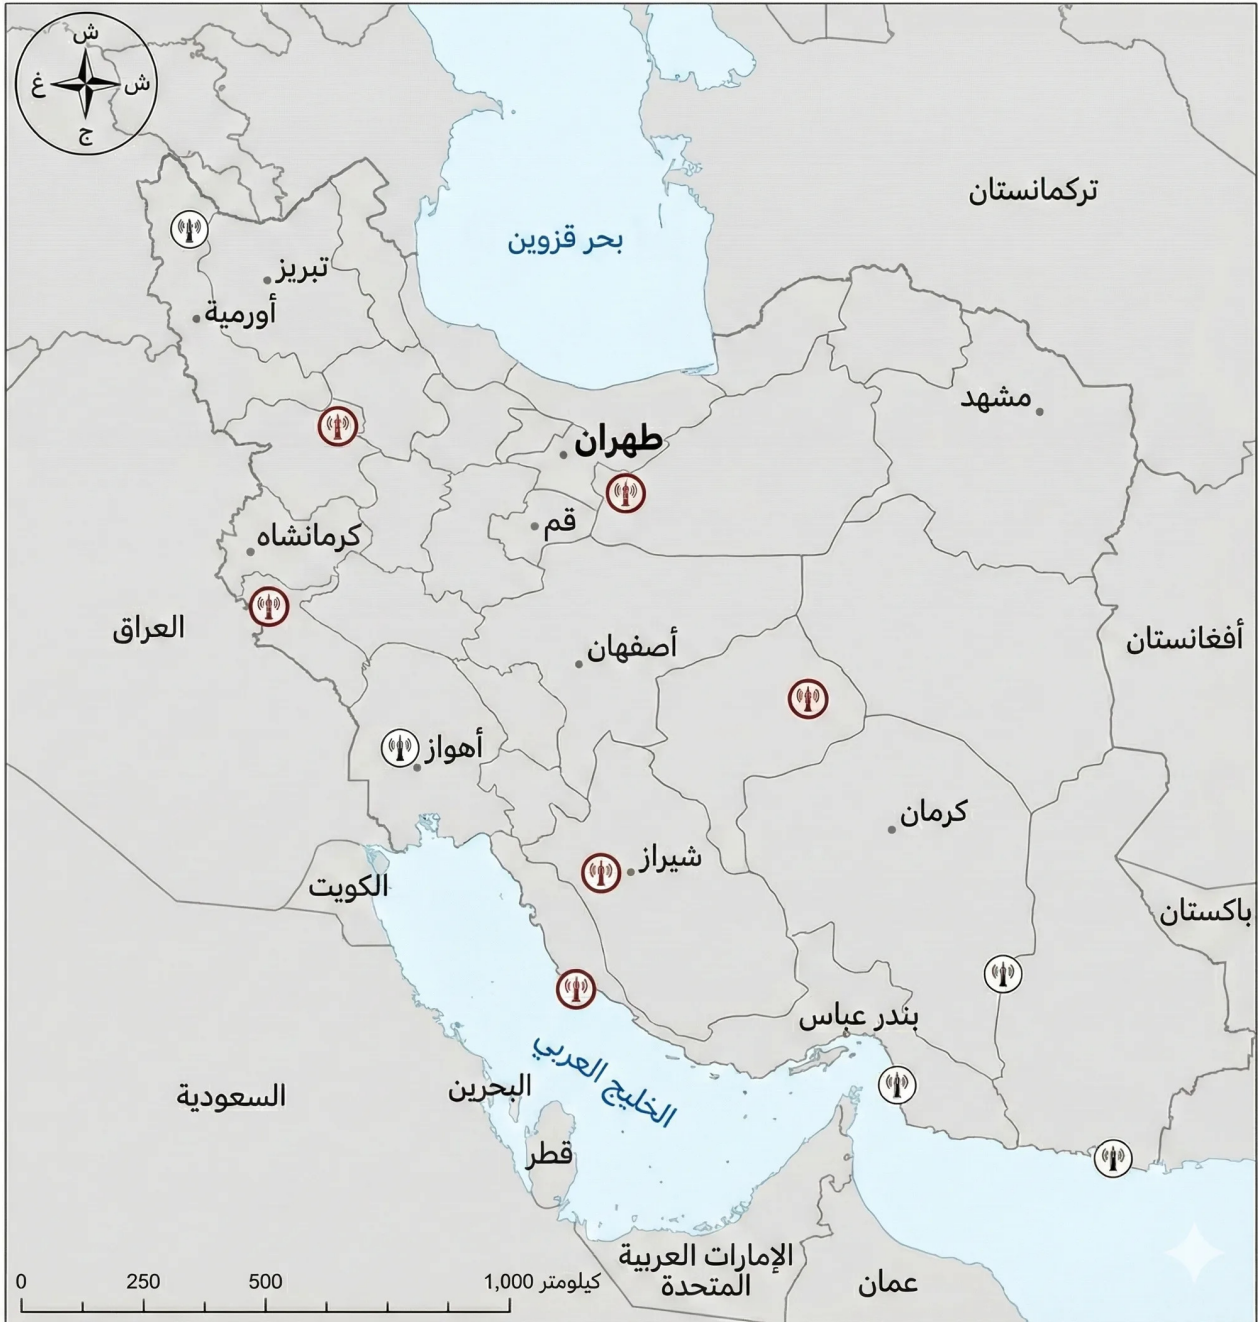 ش
غ
ش
ج
تركمانستان
بحر قزوين
تبريز
أورمية
مشهد
طهران
قم
كرمانشاه
العراق
أفغانستان
أصفهان
أهواز
كرمان
شيراز
الكويت
باكستان
بندر عباس
الخليج العربي
البحرين
السعودية
قطر
الإمارات العربية
المتحدة
عمان
0 250 500 1,000 كيلومتر